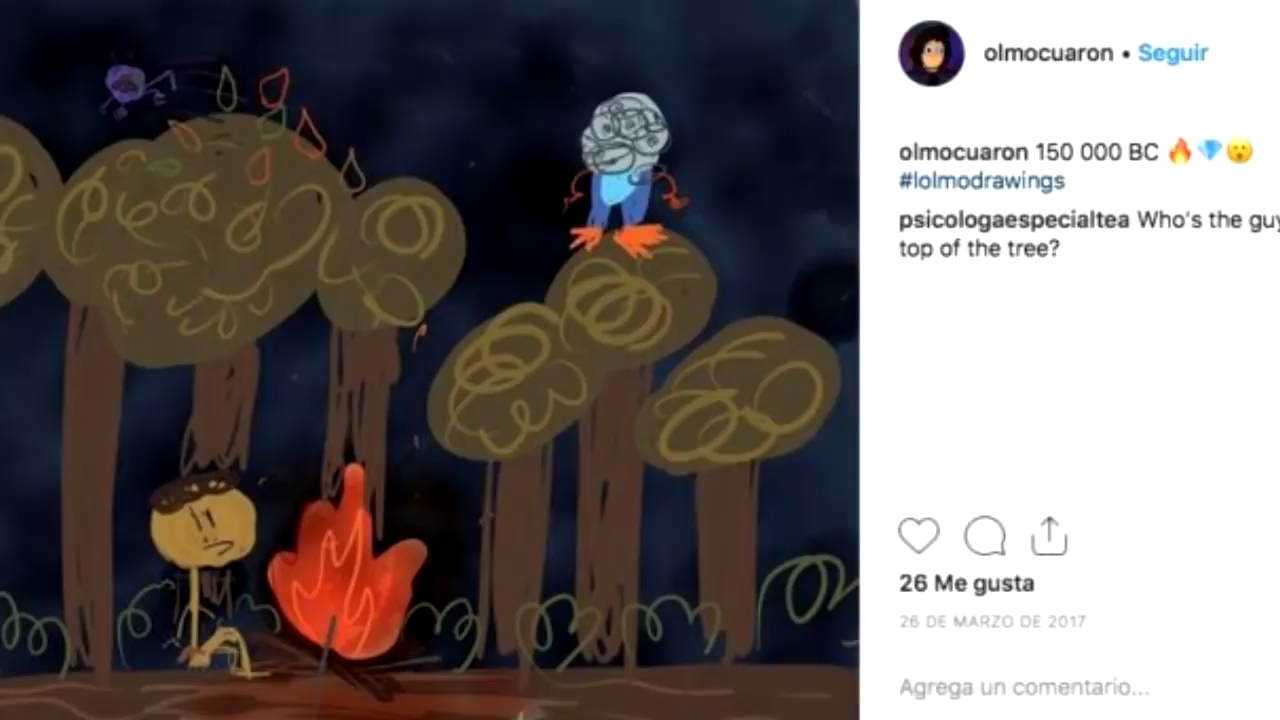 olmocuaron • Seguir
olmocuaron 150 000 BC 🔥💎😮
#lolmodrawings
psicologaespecialtea Who's the guy
top of the tree?
26 Me gusta
26 DE MARZO DE 2017
Agrega un comentario...